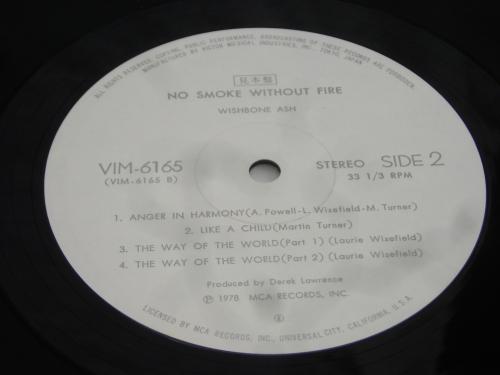 ALL RIGHTS RESERVED. COPYING, PUBLIC PERFORMANCE, BROADCASTING OF THESE RECORDS ARE FORBIDDEN.
MANUFACTURED BY VICTOR MUSICAL INDUSTRIES, INC. TOKYO, JAPAN
見本盤
NO SMOKE WITHOUT FIRE
WISHBONE ASH
VIM-6165
(VIM-6165 B)
STEREO SIDE 2
33 1/3 RPM
1. ANGER IN HARMONY(A. Powell-L. Wisefield-M. Turner)
2. LIKE A CHILD(Martin Turner)
3. THE WAY OF THE WORLD(Part 1) (Laurie Wisefield)
4. THE WAY OF THE WORLD(Part 2) (Laurie Wisefield)
Produced by Derek Lawrence
Ⓟ 1978 MCA RECORDS, INC.
LICENSED BY MCA RECORDS, INC., UNIVERSAL CITY, CALIFORNIA, U.S.A.